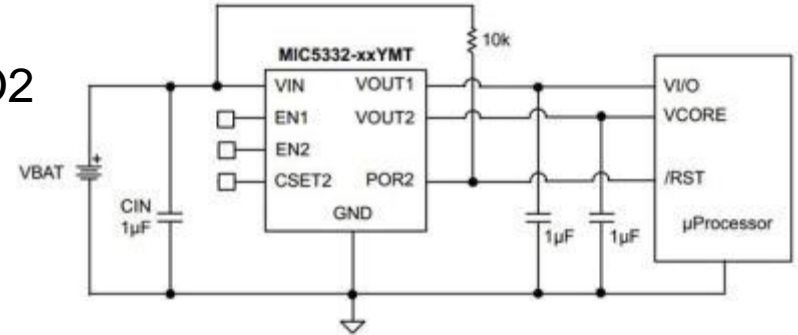 D2
10k
MIC5332-xxYMT
VIN VOUT1
EN1 VOUT2
EN2
CSET2 POR2
GND
VBAT
+
CIN
1µF
VI/O
VCORE
/RST
µProcessor
1µF 1µF